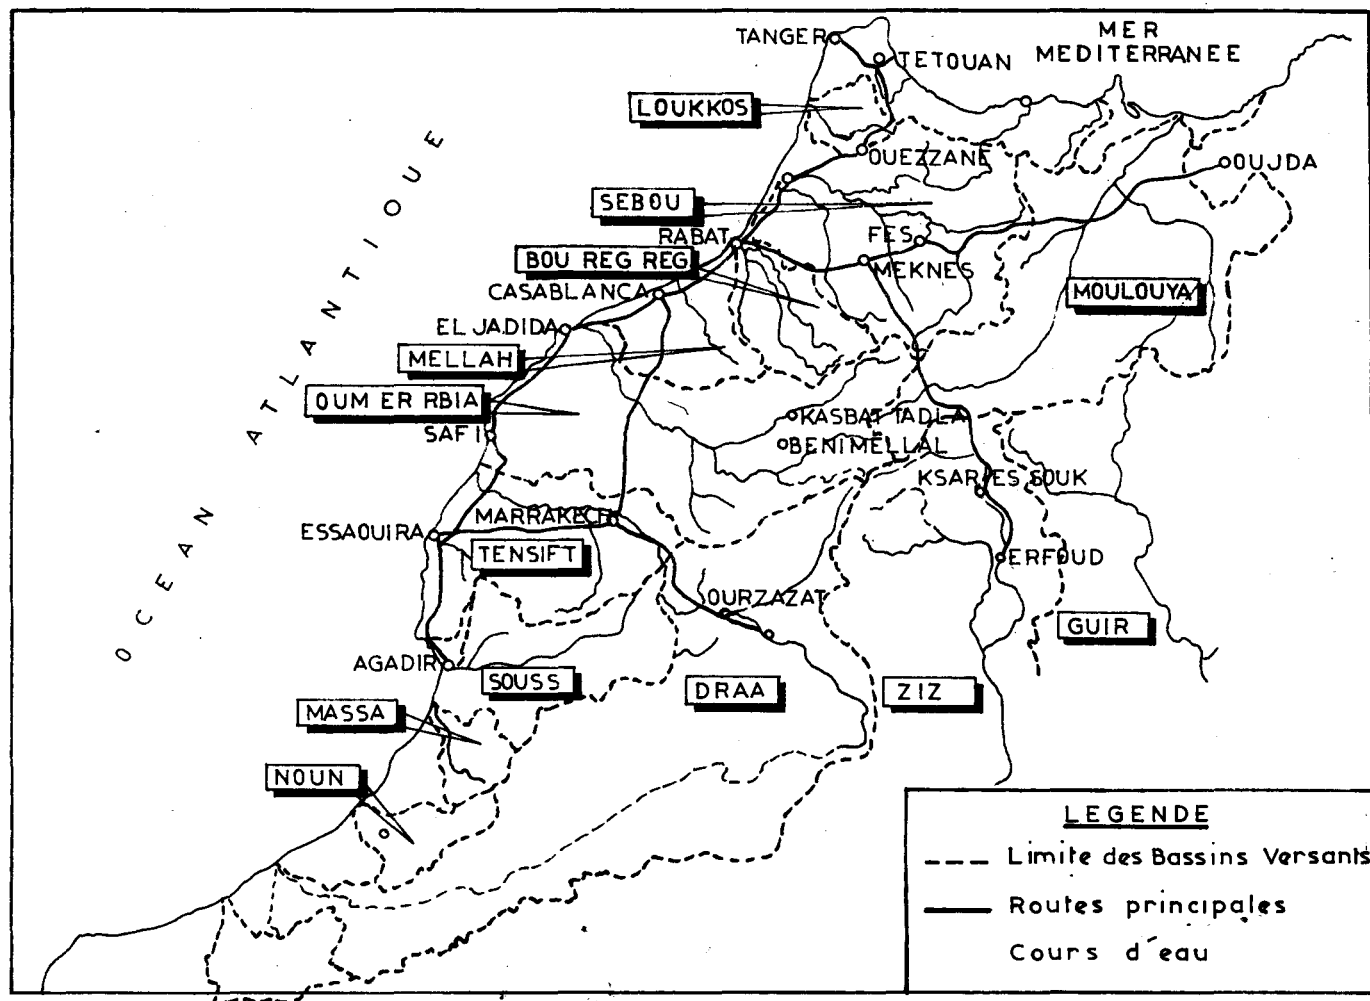 MER
MEDITERRANEE
TANGER
TETOUAN
LOUKKOS
OUEZZANE
OUJDA
SEBOU
RABAT
FES
BOU REG REG
MEKNES
CASABLANCA
MOULOUYA
EL JADIDA
MELLAH
OUM ER RBIA
KASBAT TADLA
SAFI
BENI MELLAL
KSAR ES SOUK
OCEAN ATLANTIQUE
MARRAKECH
ESSAOUIRA
TENSIFT
ERFOUD
OURZAZAT
GUIR
AGADIR
SOUSS
DRAA
ZIZ
MASSA
NOUN
LEGENDE
Limite des Bassins Versants
Routes principales
Cours d'eau